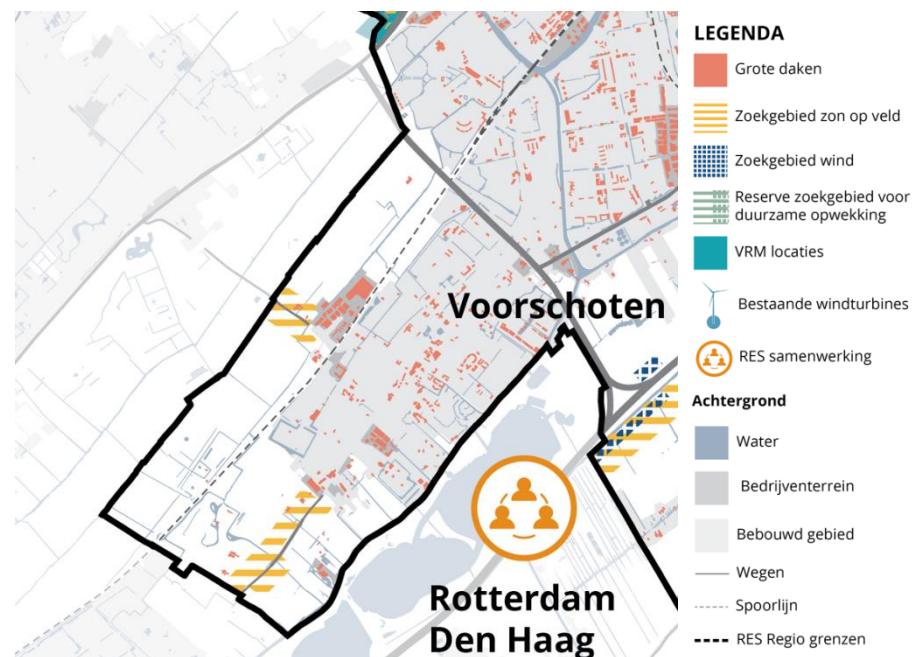 Voorschoten
Rotterdam
Den Haag
LEGENDA
Grote daken
Zoekgebied zon op veld
Zoekgebied wind
Reserve zoekgebied voor
duurzame opwekking
VRM locaties
Bestaande windturbines
RES samenwerking
Achtergrond
Water
Bedrijventerrein
Bebouwd gebied
Wegen
Spoorlijn
RES Regio grenzen